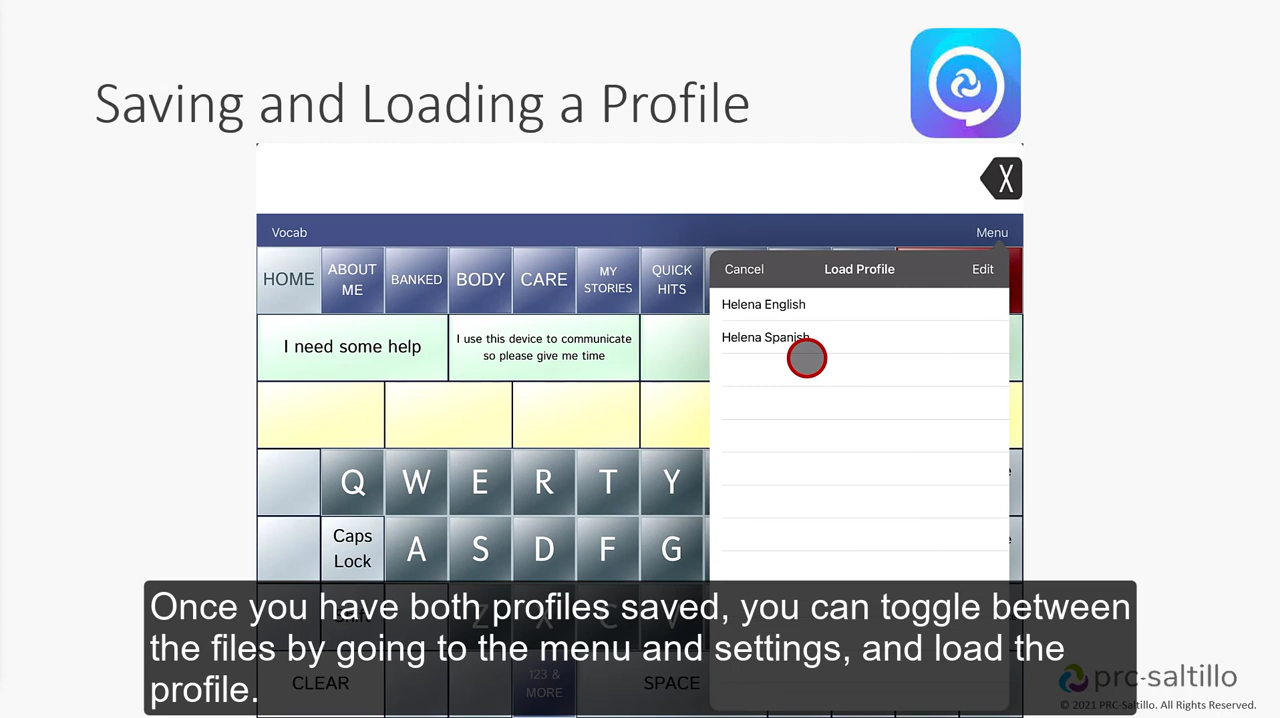 Saving and Loading a Profile
X
Vocab
Menu
HOME
ABOUT
ME
BANKED
BODY
CARE
MY
STORIES
QUICK
HITS
Cancel
Load Profile
Edit
Helena English
Helena Spanish
I need some help
I use this device to communicate
so please give me time
Q W E R T Y
Caps
Lock
A S D F G
Z X C V
Once you have both profiles saved, you can toggle between
the files by going to the menu and settings, and load the
profile.
CLEAR
123 &
MORE
SPACE
prc-saltillo
© 2021 PRC-Saltillo. All Rights Reserved.